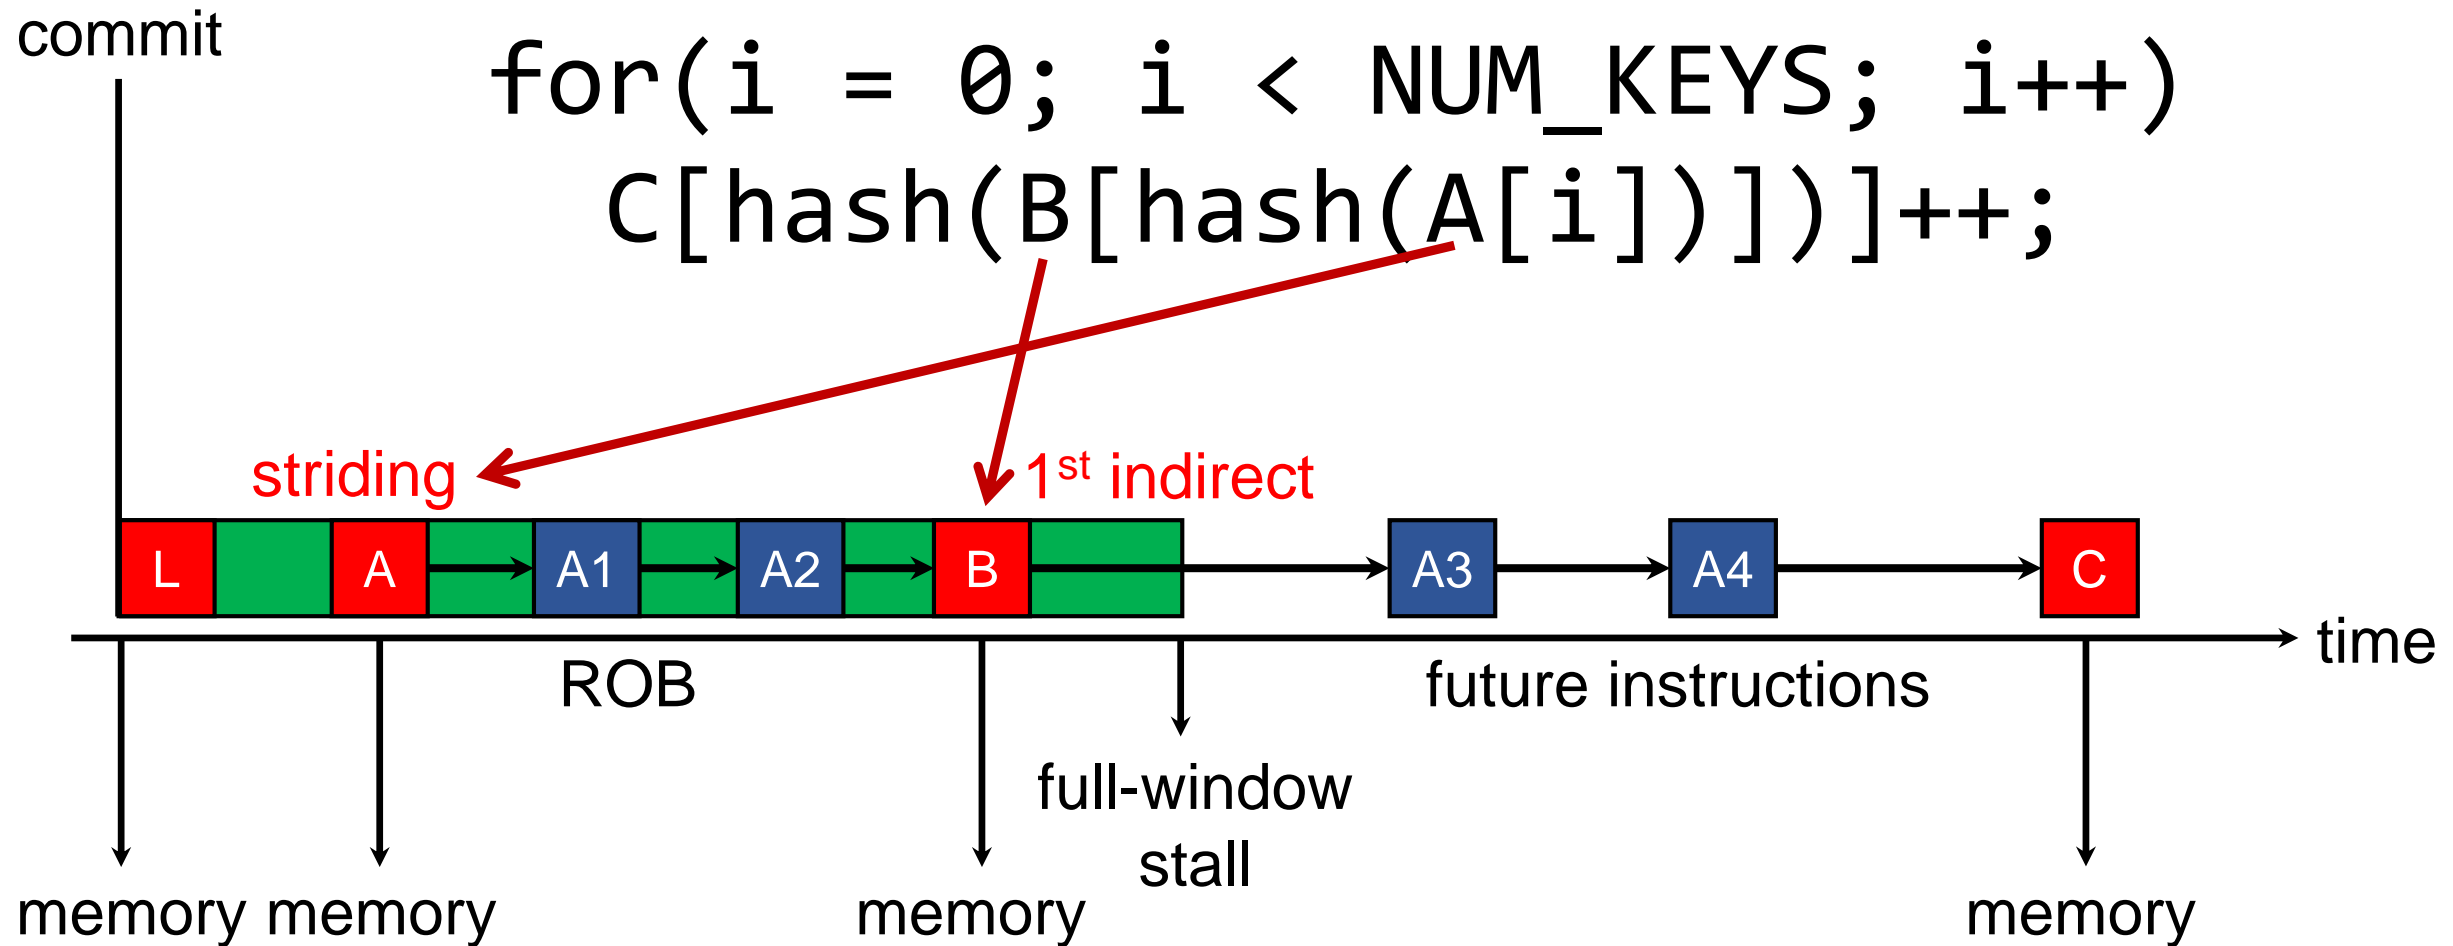 commit
for(i = 0; i < NUM_KEYS; i++)
C[hash(B[hash(A[i])])]++;
striding
1st indirect
L A A1 A2 B A3 A4 C
time
ROB
future instructions
full-window
stall
memory memory memory memory